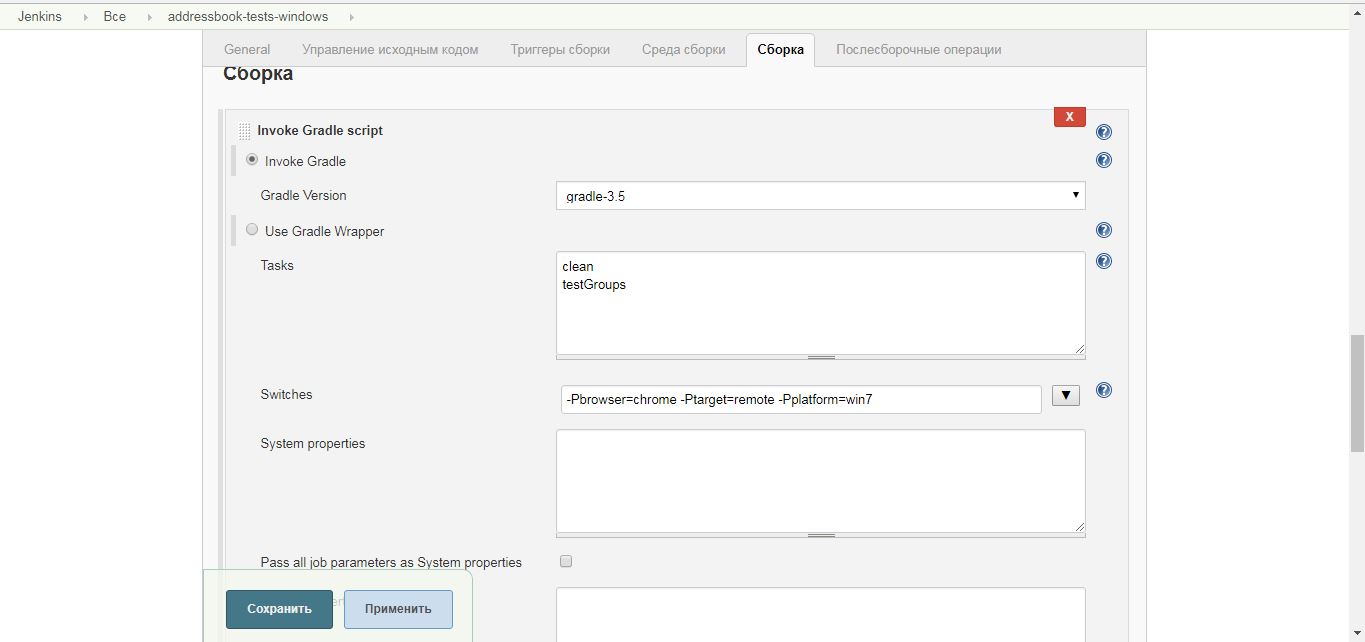 Jenkins Все addressbook-tests-windows
General Управление исходным кодом Триггеры сборки Среда сборки Сборка Послесборочные операции
Сборка
Invoke Gradle script X
Invoke Gradle
Gradle Version gradle-3.5
Use Gradle Wrapper
Tasks clean
testGroups
Switches -Pbrowser=chrome -Ptarget=remote -Pplatform=win7
System properties
Pass all job parameters as System properties
Сохранить Применить